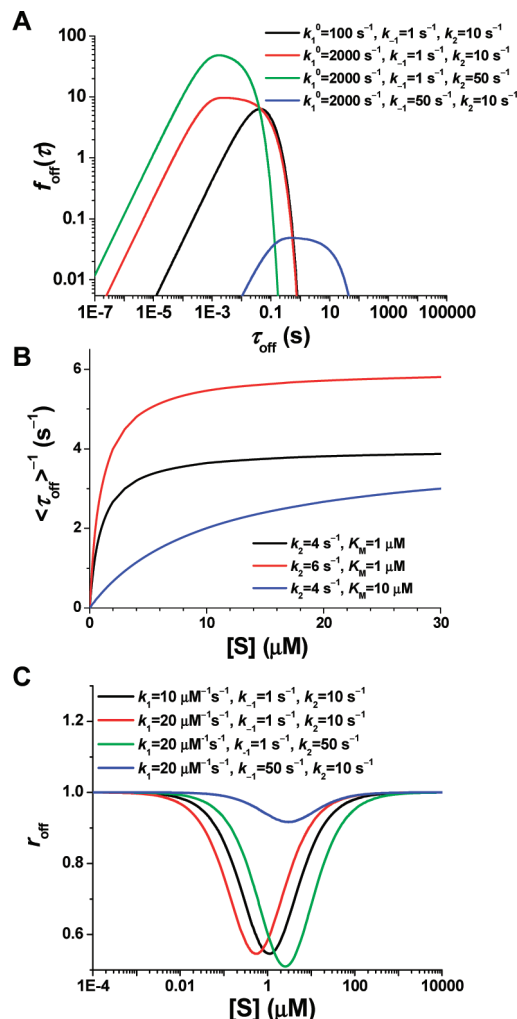 A
k₁⁰=100 s⁻¹, k₋₁=1 s⁻¹, k₂=10 s⁻¹
k₁⁰=2000 s⁻¹, k₋₁=1 s⁻¹, k₂=10 s⁻¹
k₁⁰=2000 s⁻¹, k₋₁=1 s⁻¹, k₂=50 s⁻¹
k₁⁰=2000 s⁻¹, k₋₁=50 s⁻¹, k₂=10 s⁻¹
100
10
1
0.1
0.01
f_off(τ)
1E-7 1E-5 1E-3 0.1 10 1000 100000
τ_off (s)
B
6
4
2
0
<τ_off>⁻¹ (s⁻¹)
k₂=4 s⁻¹, K_M=1 μM
k₂=6 s⁻¹, K_M=1 μM
k₂=4 s⁻¹, K_M=10 μM
0 10 20 30
[S] (μM)
C
k₁=10 μM⁻¹s⁻¹, k₋₁=1 s⁻¹, k₂=10 s⁻¹
k₁=20 μM⁻¹s⁻¹, k₋₁=1 s⁻¹, k₂=10 s⁻¹
k₁=20 μM⁻¹s⁻¹, k₋₁=1 s⁻¹, k₂=50 s⁻¹
k₁=20 μM⁻¹s⁻¹, k₋₁=50 s⁻¹, k₂=10 s⁻¹
1.2
1.0
0.8
0.6
r_off
1E-4 0.01 1 100 10000
[S] (μM)